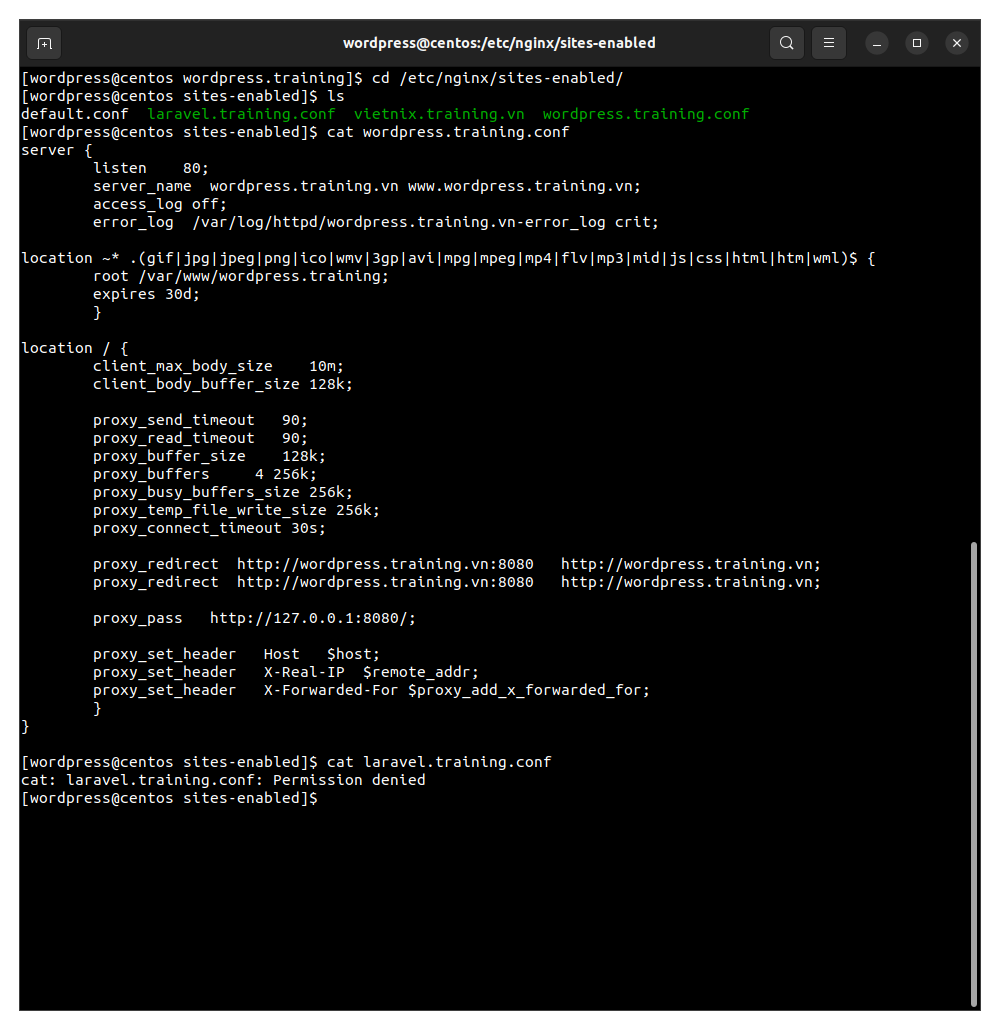 wordpress@centos:/etc/nginx/sites-enabled
[wordpress@centos wordpress.training]$ cd /etc/nginx/sites-enabled/
[wordpress@centos sites-enabled]$ ls
default.conf  laravel.training.conf  vietnix.training.vn  wordpress.training.conf
[wordpress@centos sites-enabled]$ cat wordpress.training.conf
server {
        listen    80;
        server_name  wordpress.training.vn www.wordpress.training.vn;
        access_log off;
        error_log  /var/log/httpd/wordpress.training.vn-error_log crit;

location ~* .(gif|jpg|jpeg|png|ico|wmv|3gp|avi|mpg|mpeg|mp4|flv|mp3|mid|js|css|html|htm|wml)$ {
        root /var/www/wordpress.training;
        expires 30d;
        }

location / {
        client_max_body_size    10m;
        client_body_buffer_size 128k;

        proxy_send_timeout   90;
        proxy_read_timeout   90;
        proxy_buffer_size    128k;
        proxy_buffers     4 256k;
        proxy_busy_buffers_size 256k;
        proxy_temp_file_write_size 256k;
        proxy_connect_timeout 30s;

        proxy_redirect  http://wordpress.training.vn:8080   http://wordpress.training.vn;
        proxy_redirect  http://wordpress.training.vn:8080   http://wordpress.training.vn;

        proxy_pass   http://127.0.0.1:8080/;

        proxy_set_header   Host   $host;
        proxy_set_header   X-Real-IP  $remote_addr;
        proxy_set_header   X-Forwarded-For $proxy_add_x_forwarded_for;
        }
}

[wordpress@centos sites-enabled]$ cat laravel.training.conf
cat: laravel.training.conf: Permission denied
[wordpress@centos sites-enabled]$